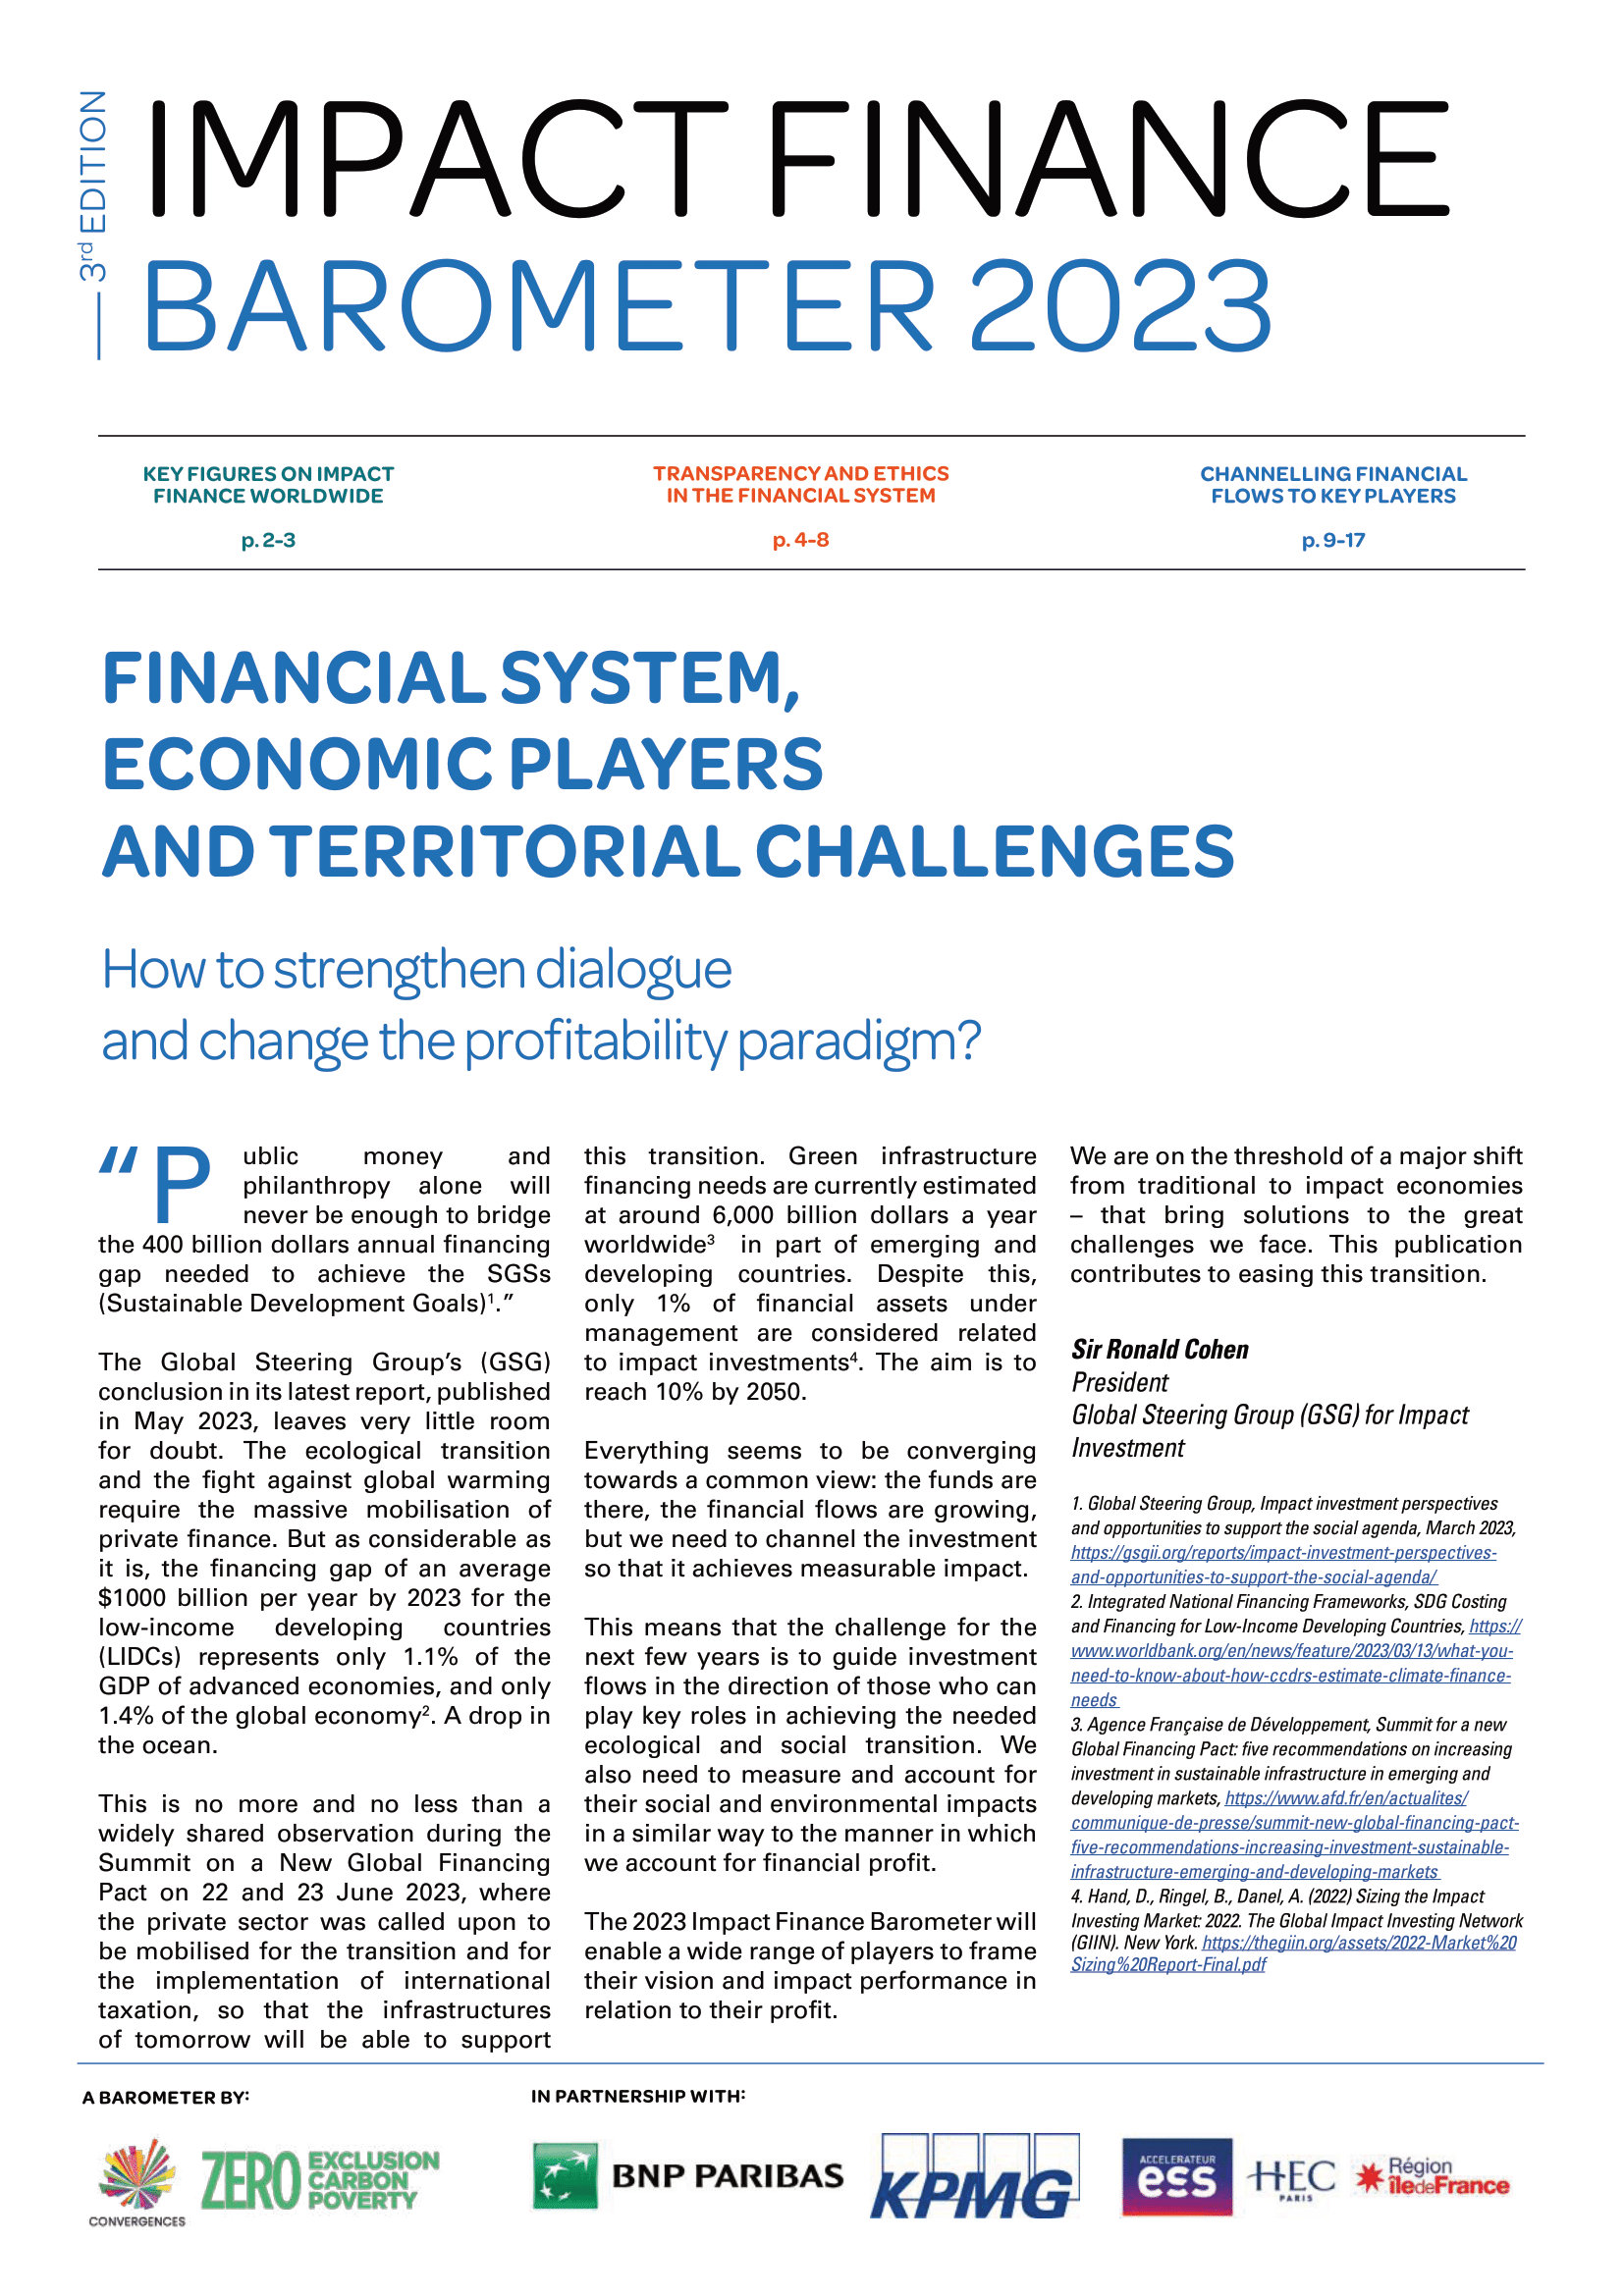 3rd EDITION
IMPACT FINANCE
BAROMETER 2023
KEY FIGURES ON IMPACT
FINANCE WORLDWIDE
p. 2-3
TRANSPARENCY AND ETHICS
IN THE FINANCIAL SYSTEM
p. 4-8
CHANNELLING FINANCIAL
FLOWS TO KEY PLAYERS
p. 9-17
FINANCIAL SYSTEM,
ECONOMIC PLAYERS
AND TERRITORIAL CHALLENGES
How to strengthen dialogue
and change the profitability paradigm?
“Public money and
philanthropy alone will
never be enough to bridge
the 400 billion dollars annual financing
gap needed to achieve the SGSs
(Sustainable Development Goals)¹.”
The Global Steering Group’s (GSG)
conclusion in its latest report, published
in May 2023, leaves very little room
for doubt. The ecological transition
and the fight against global warming
require the massive mobilisation of
private finance. But as considerable as
it is, the financing gap of an average
$1000 billion per year by 2023 for the
low-income developing countries
(LIDCs) represents only 1.1% of the
GDP of advanced economies, and only
1.4% of the global economy². A drop in
the ocean.
This is no more and no less than a
widely shared observation during the
Summit on a New Global Financing
Pact on 22 and 23 June 2023, where
the private sector was called upon to
be mobilised for the transition and for
the implementation of international
taxation, so that the infrastructures
of tomorrow will be able to support
this transition. Green infrastructure
financing needs are currently estimated
at around 6,000 billion dollars a year
worldwide³ in part of emerging and
developing countries. Despite this,
only 1% of financial assets under
management are considered related
to impact investments⁴. The aim is to
reach 10% by 2050.
Everything seems to be converging
towards a common view: the funds are
there, the financial flows are growing,
but we need to channel the investment
so that it achieves measurable impact.
This means that the challenge for the
next few years is to guide investment
flows in the direction of those who can
play key roles in achieving the needed
ecological and social transition. We
also need to measure and account for
their social and environmental impacts
in a similar way to the manner in which
we account for financial profit.
The 2023 Impact Finance Barometer will
enable a wide range of players to frame
their vision and impact performance in
relation to their profit.
We are on the threshold of a major shift
from traditional to impact economies
– that bring solutions to the great
challenges we face. This publication
contributes to easing this transition.
Sir Ronald Cohen
President
Global Steering Group (GSG) for Impact
Investment
1. Global Steering Group, Impact investment perspectives
and opportunities to support the social agenda, March 2023,
https://gsgii.org/reports/impact-investment-perspectives-
and-opportunities-to-support-the-social-agenda/
2. Integrated National Financing Frameworks, SDG Costing
and Financing for Low-Income Developing Countries, https://
www.worldbank.org/en/news/feature/2023/03/13/what-you-
need-to-know-about-how-ccdrs-estimate-climate-finance-
needs
3. Agence Française de Développement, Summit for a new
Global Financing Pact: five recommendations on increasing
investment in sustainable infrastructure in emerging and
developing markets, https://www.afd.fr/en/actualites/
communique-de-presse/summit-new-global-financing-pact-
five-recommendations-increasing-investment-sustainable-
infrastructure-emerging-and-developing-markets
4. Hand, D., Ringel, B., Danel, A. (2022) Sizing the Impact
Investing Market: 2022. The Global Impact Investing Network
(GIIN). New York. https://thegiin.org/assets/2022-Market%20
Sizing%20Report-Final.pdf
A BAROMETER BY:
CONVERGENCES
ZERO EXCLUSION
CARBON
POVERTY
IN PARTNERSHIP WITH:
BNP PARIBAS
KPMG
ACCELERATEUR
ess
HEC
PARIS
Région
îledeFrance